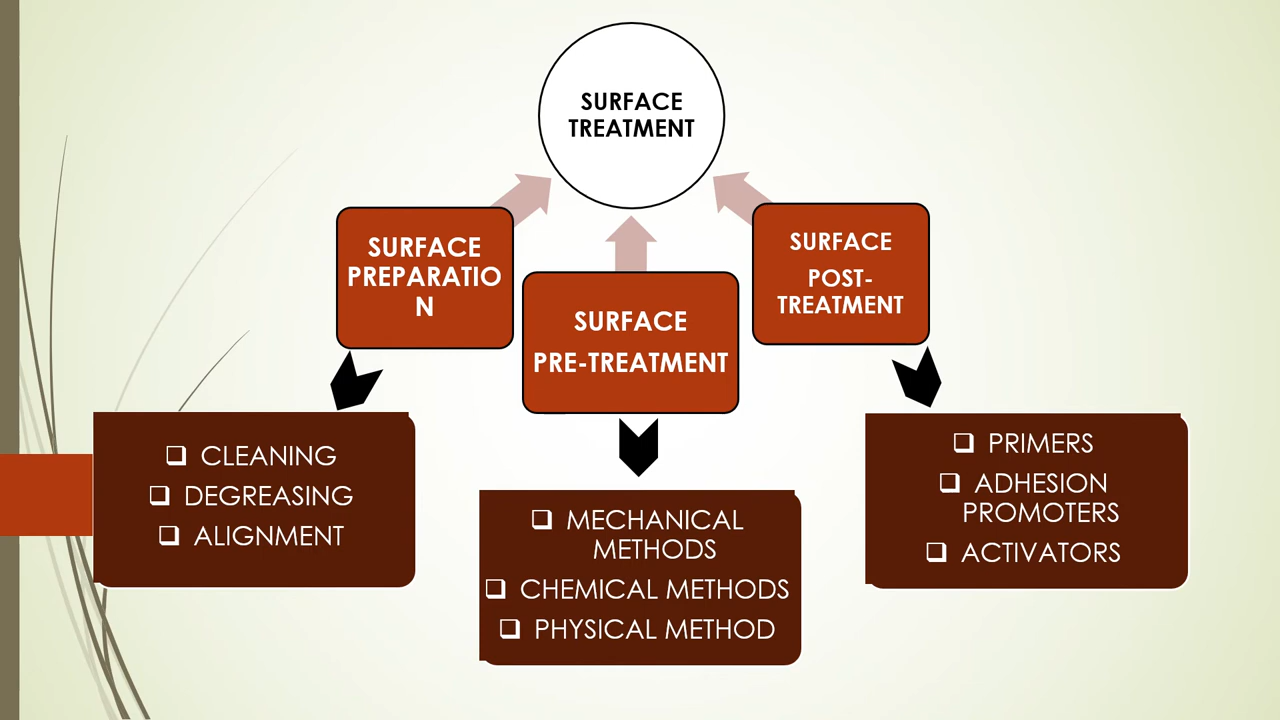 SURFACE
TREATMENT
SURFACE
PREPARATIO
N
SURFACE
PRE-TREATMENT
SURFACE
POST-
TREATMENT
❑ CLEANING
❑ DEGREASING
❑ ALIGNMENT
❑ MECHANICAL
METHODS
❑ CHEMICAL METHODS
❑ PHYSICAL METHOD
❑ PRIMERS
❑ ADHESION
PROMOTERS
❑ ACTIVATORS